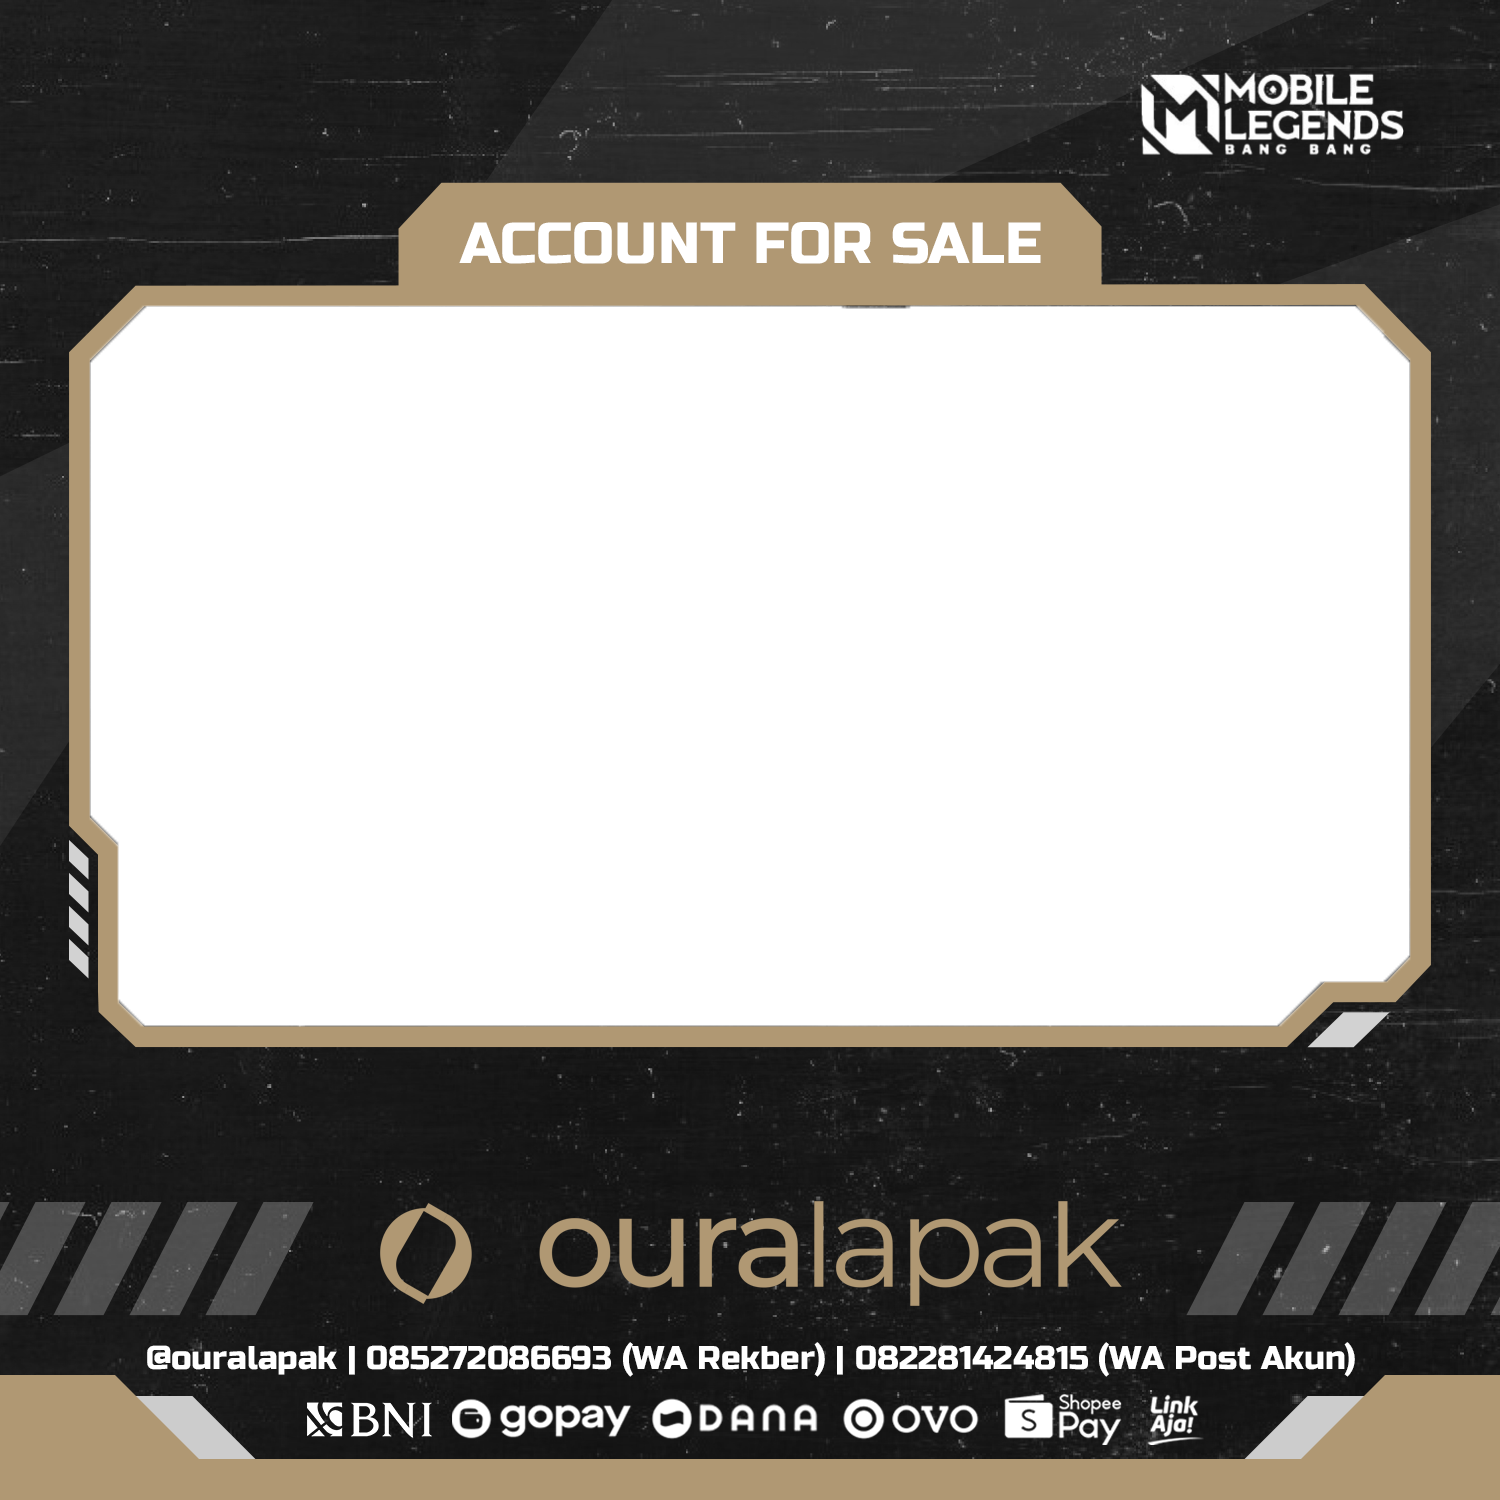 MOBILE
LEGENDS
BANG BANG
ACCOUNT FOR SALE
ouralapak
@ouralapak | 085272086693 (WA Rekber) | 082281424815 (WA Post Akun)
BNI gopay DANA OVO S Shopee Pay Link Aja!